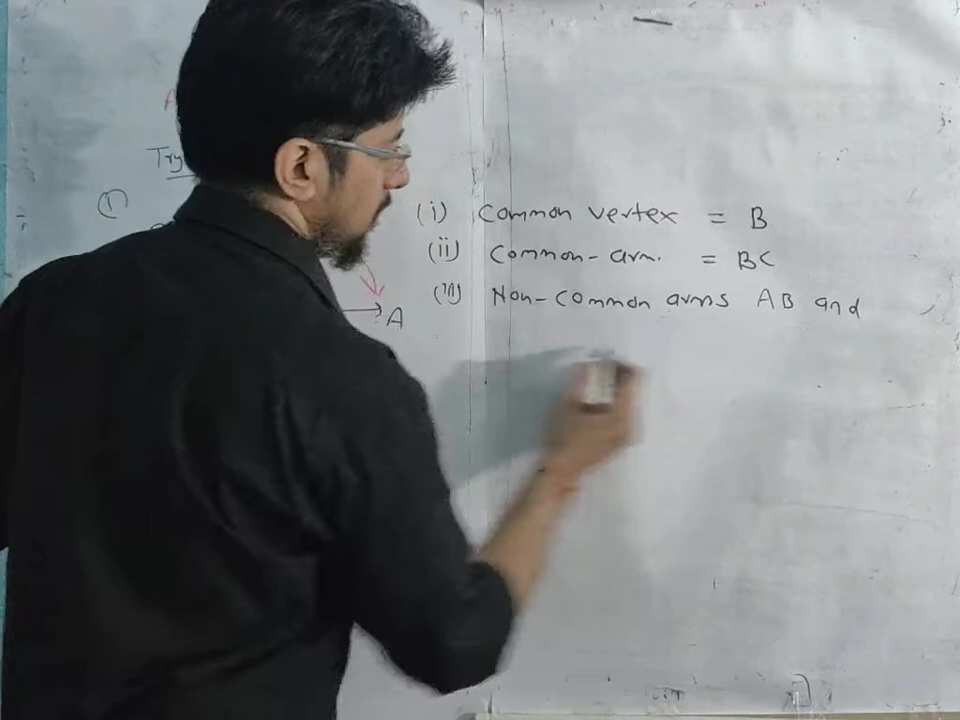 Try
(1)
(i) Common vertex = B
(ii) Common-arm. = BC
(iii) Non-common arms AB and
A